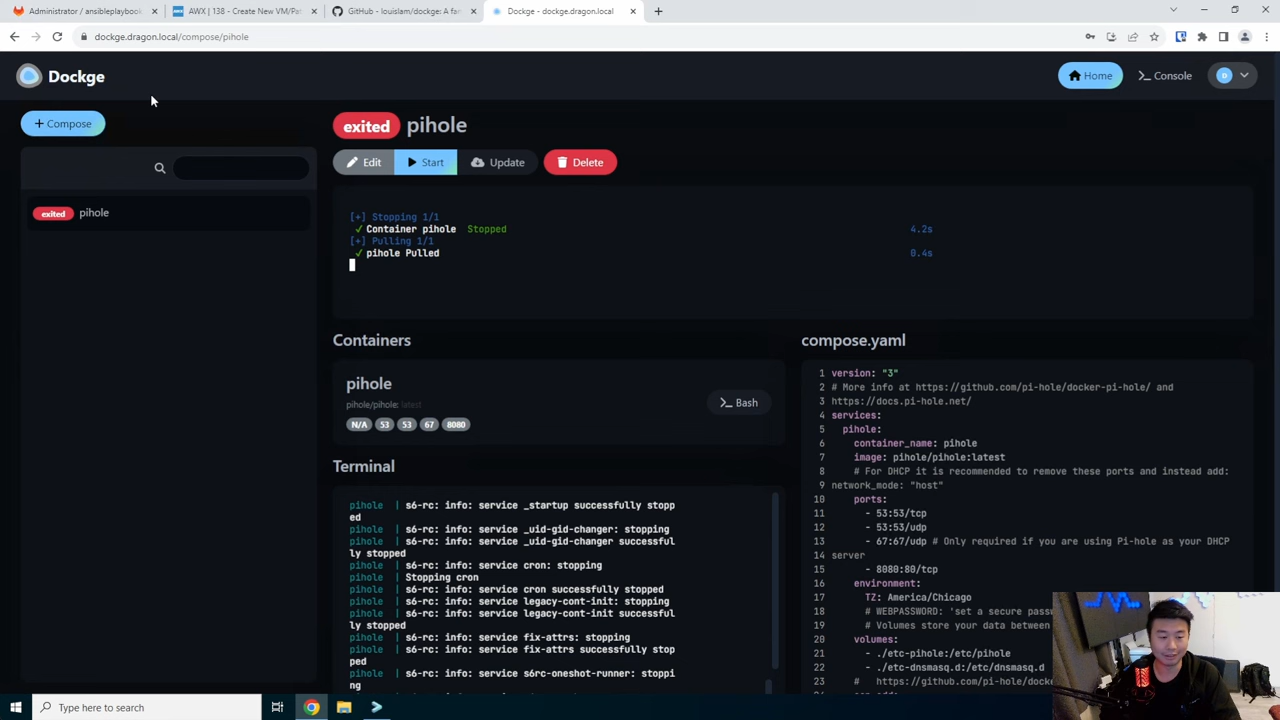 Administrator / ansibleplaybook
AWX | 138 - Create New VM/Pat
GitHub - louislam/dockge: A fan
Dockge - dockge.dragon.local
dockge.dragon.local/compose/pihole
Dockge
Home
Console
D
+ Compose
exited pihole
Edit
Start
Update
Delete
exited pihole
[+] Stopping 1/1
✓ Container pihole Stopped 4.2s
[+] Pulling 1/1
✓ pihole Pulled 0.4s
Containers
pihole
pihole/pihole: latest
N/A 53 53 67 8080
Bash
Terminal
pihole | s6-rc: info: service _startup successfully stopp
ed
pihole | s6-rc: info: service _uid-gid-changer: stopping
pihole | s6-rc: info: service _uid-gid-changer successful
ly stopped
pihole | s6-rc: info: service cron: stopping
pihole | Stopping cron
pihole | s6-rc: info: service cron successfully stopped
pihole | s6-rc: info: service legacy-cont-init: stopping
pihole | s6-rc: info: service legacy-cont-init successful
ly stopped
pihole | s6-rc: info: service fix-attrs: stopping
pihole | s6-rc: info: service fix-attrs successfully stop
ped
pihole | s6-rc: info: service s6rc-oneshot-runner: stoppi
ng
compose.yaml
1 version: "3"
2 # More info at https://github.com/pi-hole/docker-pi-hole/ and
3 https://docs.pi-hole.net/
4 services:
5 pihole:
6 container_name: pihole
7 image: pihole/pihole:latest
8 # For DHCP it is recommended to remove these ports and instead add:
9 network_mode: "host"
10 ports:
11 - 53:53/tcp
12 - 53:53/udp
13 - 67:67/udp # Only required if you are using Pi-hole as your DHCP
14 server
15 - 8080:80/tcp
16 environment:
17 TZ: America/Chicago
18 # WEBPASSWORD: 'set a secure pass
19 # Volumes store your data between
20 volumes:
21 - ./etc-pihole:/etc/pihole
22 - ./etc-dnsmasq.d:/etc/dnsmasq.d
23 # https://github.com/pi-hole/docke
Type here to search